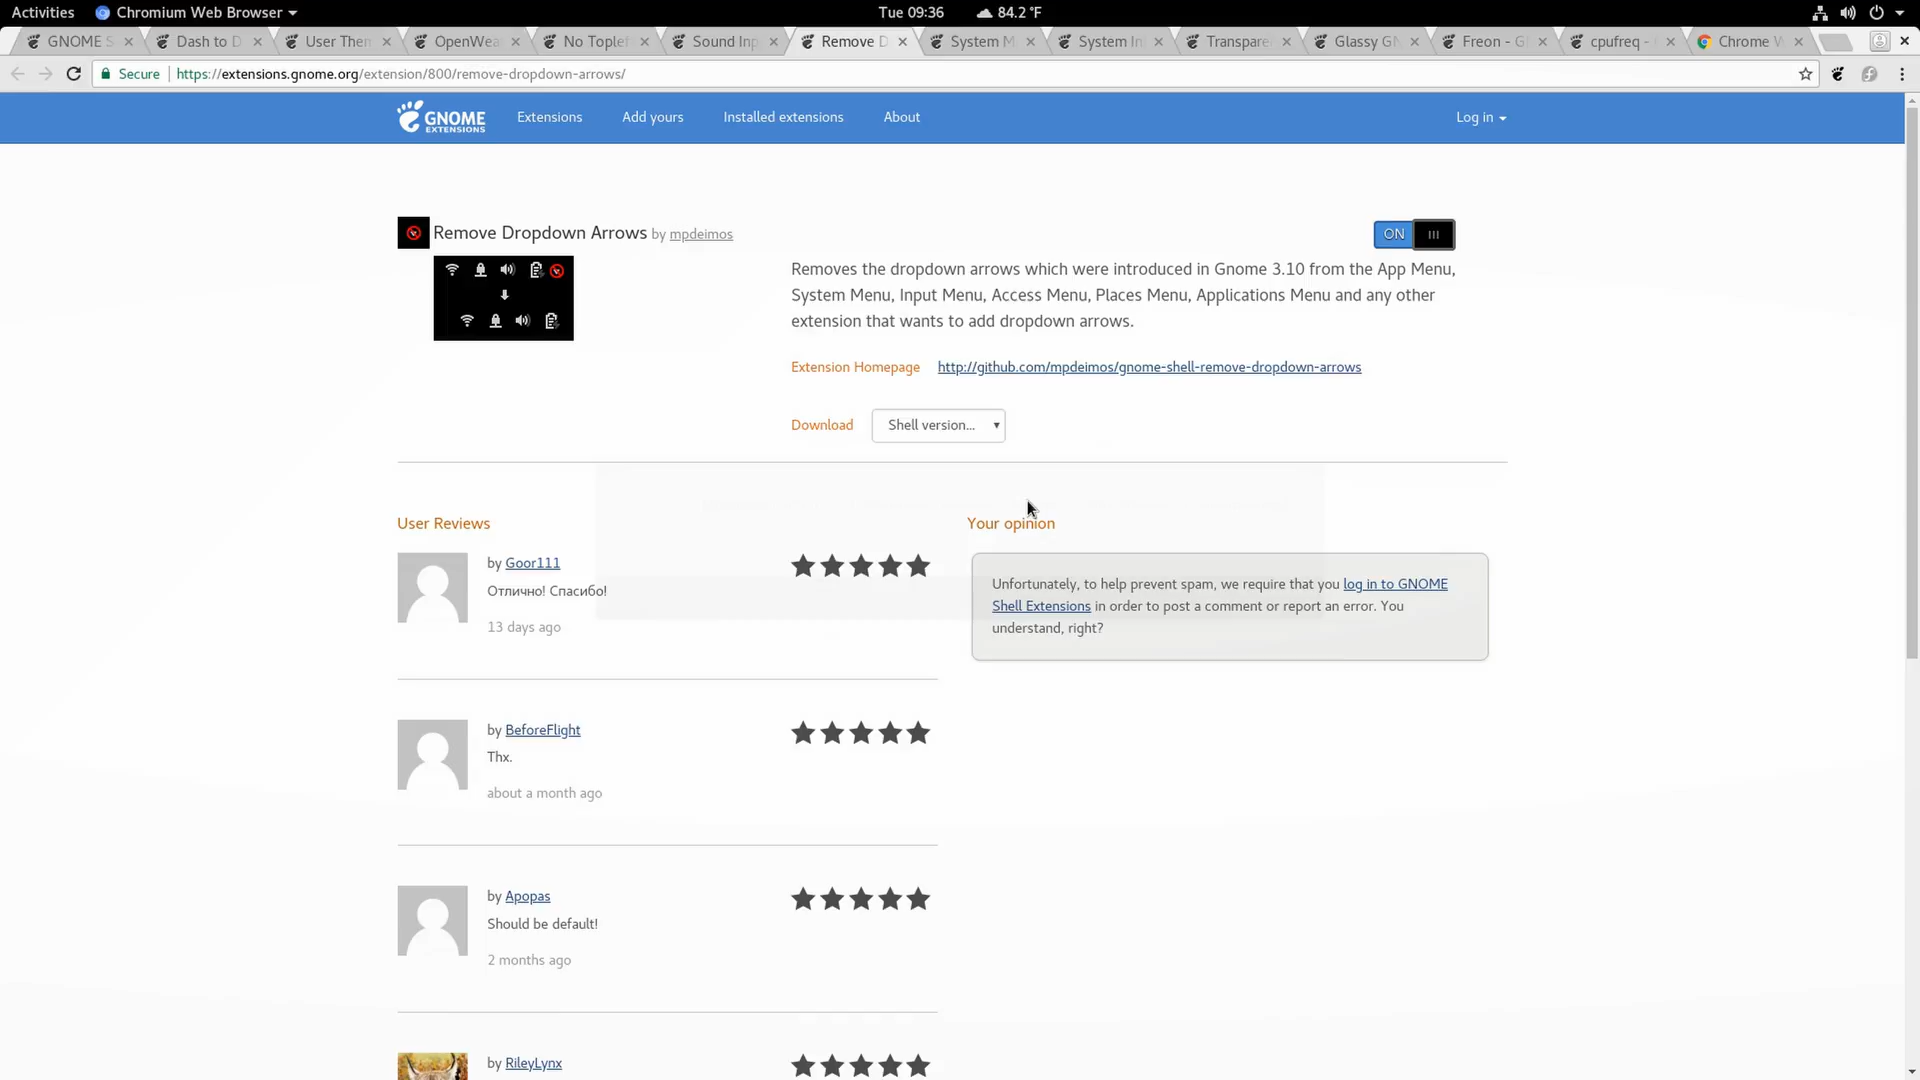 Activities Chromium Web Browser Tue 09:36 84.2 °F
GNOME S Dash to D User Them OpenWea No Toplef Sound Inp Remove D System M System In Transpare Glassy GN Freon - G cpufreq - Chrome W
Secure https://extensions.gnome.org/extension/800/remove-dropdown-arrows/
GNOME EXTENSIONS Extensions Add yours Installed extensions About Log in
Remove Dropdown Arrows by mpdeimos ON
Removes the dropdown arrows which were introduced in Gnome 3.10 from the App Menu,
System Menu, Input Menu, Access Menu, Places Menu, Applications Menu and any other
extension that wants to add dropdown arrows.
Extension Homepage http://github.com/mpdeimos/gnome-shell-remove-dropdown-arrows
Download Shell version...
User Reviews
by Goor111
Отлично! Спасибо!
13 days ago
by BeforeFlight
Thx.
about a month ago
by Apopas
Should be default!
2 months ago
by RileyLynx
Your opinion
Unfortunately, to help prevent spam, we require that you log in to GNOME
Shell Extensions in order to post a comment or report an error. You
understand, right?